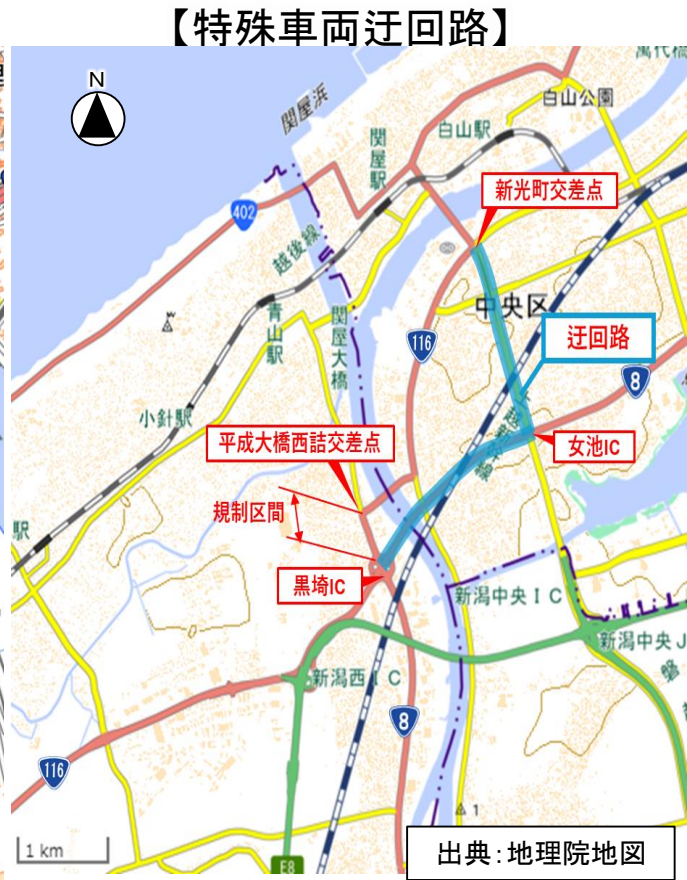 【特殊車両迂回路】
N
関屋浜
白山公園
白山駅
関屋駅
新光町交差点
402
越後線
中央区
青山駅
関屋大橋
116
迂回路
8
小針駅
平成大橋西詰交差点
女池IC
規制区間
駅
黒埼IC
新潟中央IC
新潟中央J
新潟西IC
8
116
1
1 km
E8
出典:地理院地図